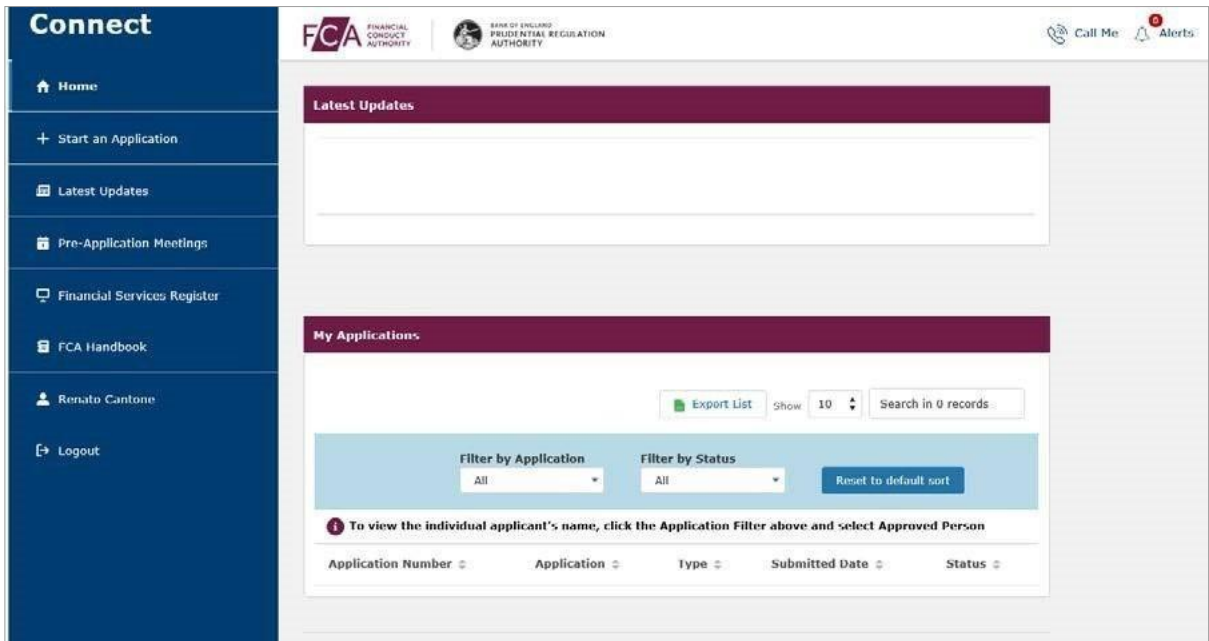 Connect
FCA FINANCIAL
CONDUCT
AUTHORITY
BANK OF ENGLAND
PRUDENTIAL REGULATION
AUTHORITY
Call Me
0
Alerts
Home
Start an Application
Latest Updates
Pre-Application Meetings
Financial Services Register
FCA Handbook
Renato Cantone
Logout
Latest Updates
My Applications
Export List Show 10 Search in 0 records
Filter by Application Filter by Status
All All Reset to default sort
To view the individual applicant's name, click the Application Filter above and select Approved Person
Application Number Application Type Submitted Date Status